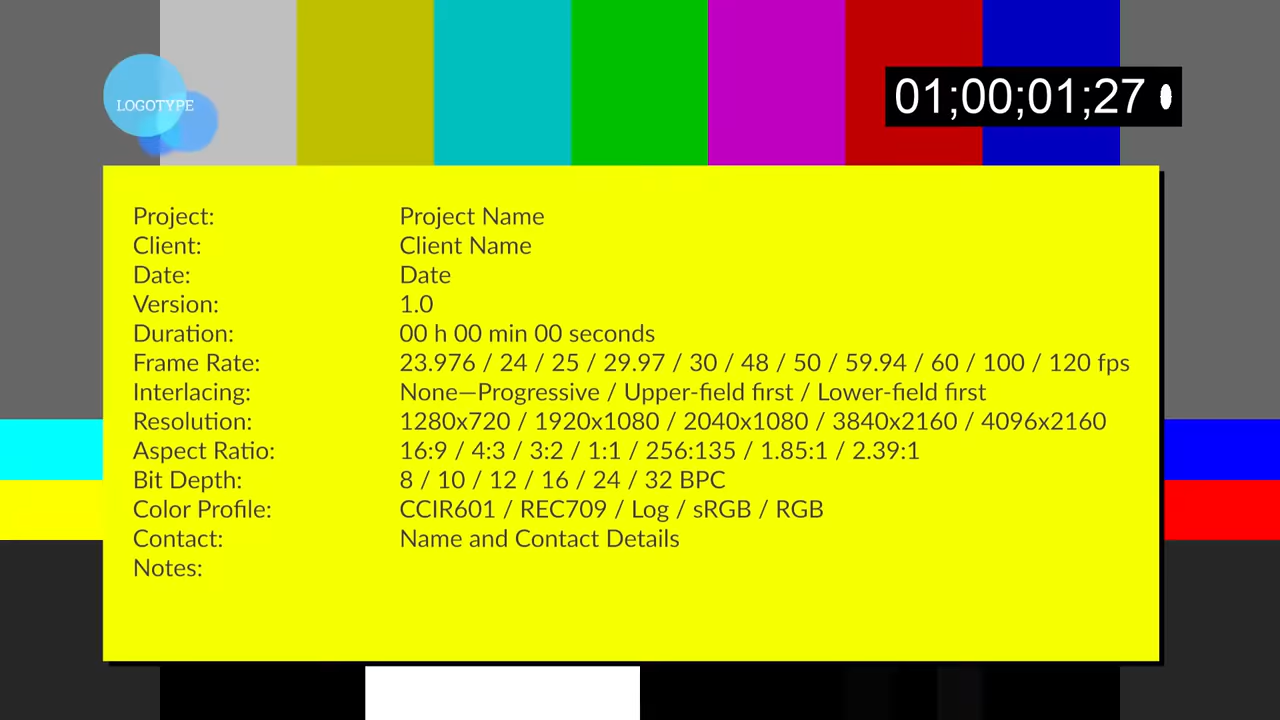 LOGOTYPE
01;00;01;27
Project: Project Name
Client: Client Name
Date: Date
Version: 1.0
Duration: 00 h 00 min 00 seconds
Frame Rate: 23.976 / 24 / 25 / 29.97 / 30 / 48 / 50 / 59.94 / 60 / 100 / 120 fps
Interlacing: None—Progressive / Upper-field first / Lower-field first
Resolution: 1280x720 / 1920x1080 / 2040x1080 / 3840x2160 / 4096x2160
Aspect Ratio: 16:9 / 4:3 / 3:2 / 1:1 / 256:135 / 1.85:1 / 2.39:1
Bit Depth: 8 / 10 / 12 / 16 / 24 / 32 BPC
Color Profile: CCIR601 / REC709 / Log / sRGB / RGB
Contact: Name and Contact Details
Notes: